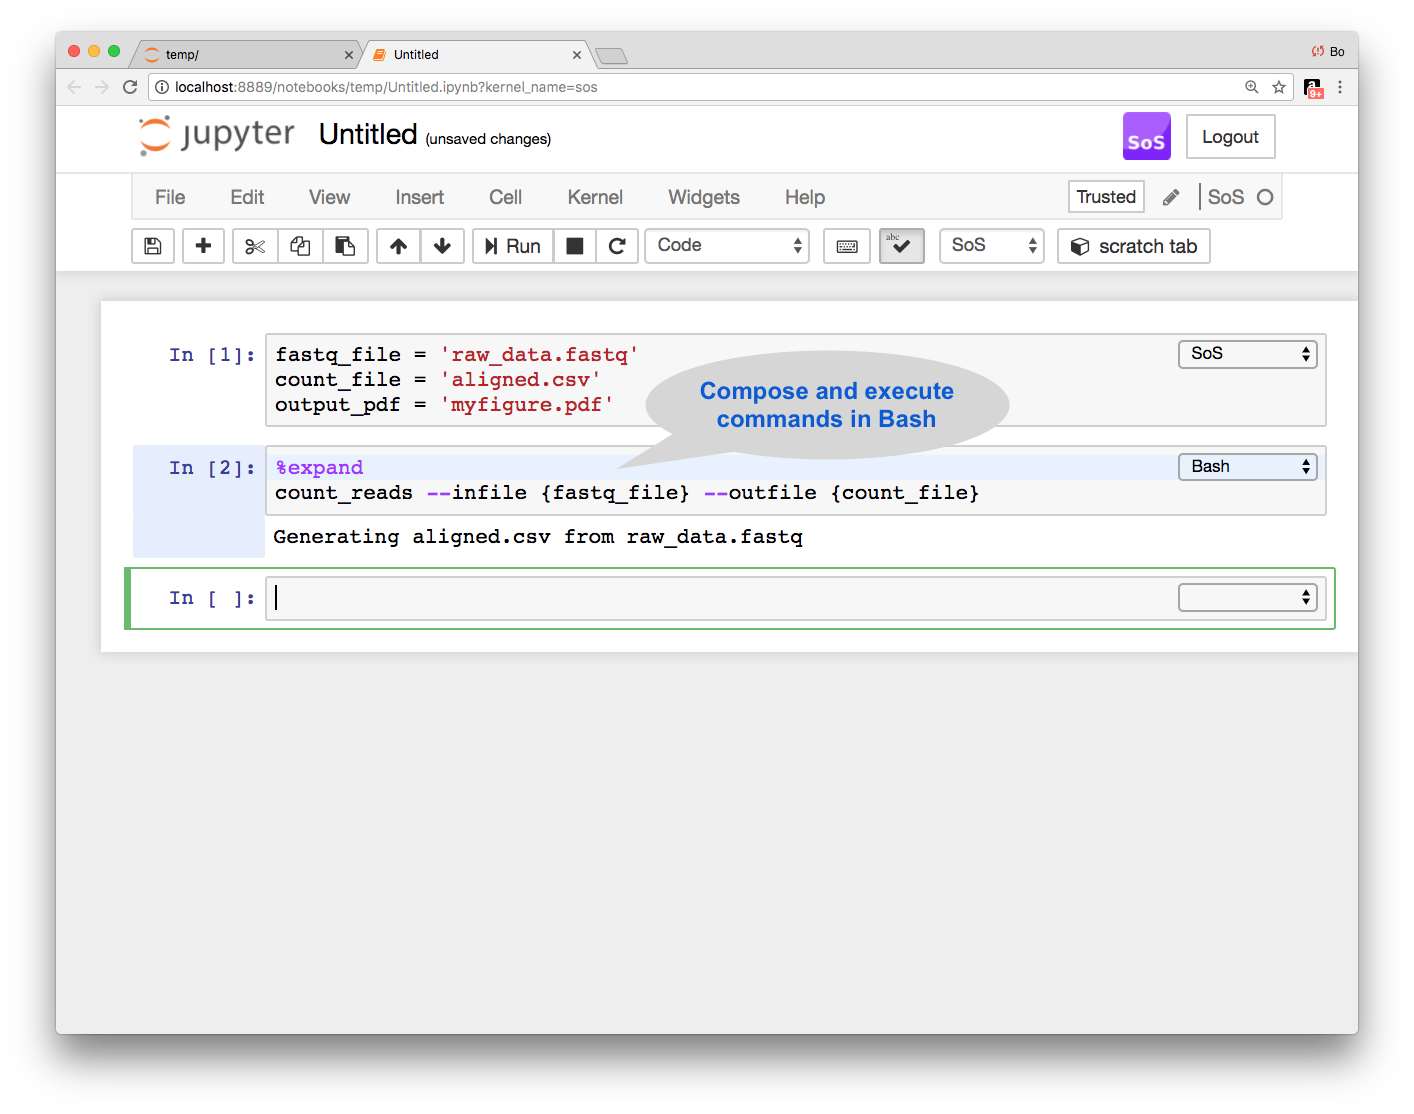 temp/
Untitled
Bo
localhost:8889/notebooks/temp/Untitled.ipynb?kernel_name=sos
a
9+
jupyter Untitled (unsaved changes)
SoS
Logout
File Edit View Insert Cell Kernel Widgets Help
Trusted
SoS
Run
Code
abc
SoS
scratch tab
In [1]:
fastq_file = 'raw_data.fastq'
count_file = 'aligned.csv'
output_pdf = 'myfigure.pdf'
SoS
Compose and execute
commands in Bash
In [2]:
%expand
count_reads --infile {fastq_file} --outfile {count_file}
Bash
Generating aligned.csv from raw_data.fastq
In [ ]: